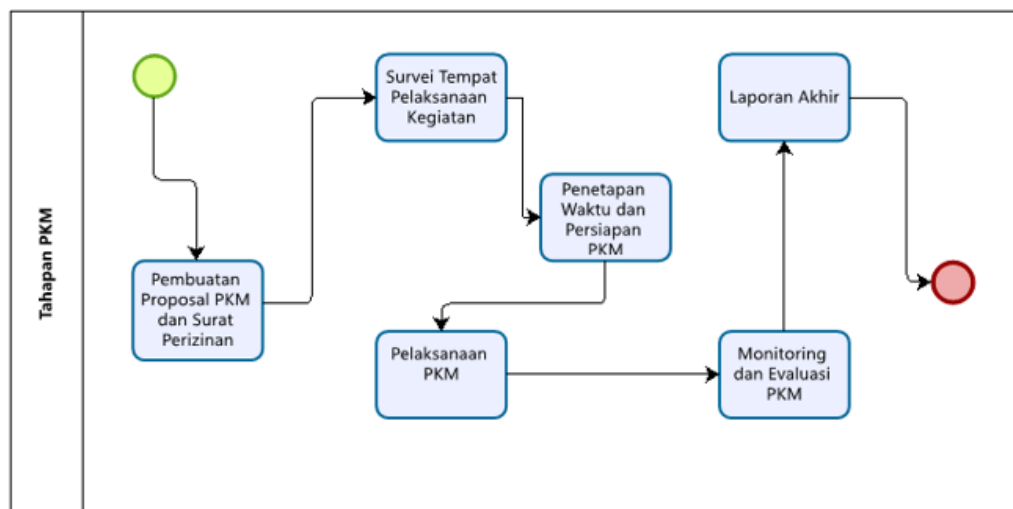 Tahapan PKM
Pembuatan
Proposal PKM
dan Surat
Perizinan
Survei Tempat
Pelaksanaan
Kegiatan
Penetapan
Waktu dan
Persiapan
PKM
Pelaksanaan
PKM
Monitoring
dan Evaluasi
PKM
Laporan Akhir